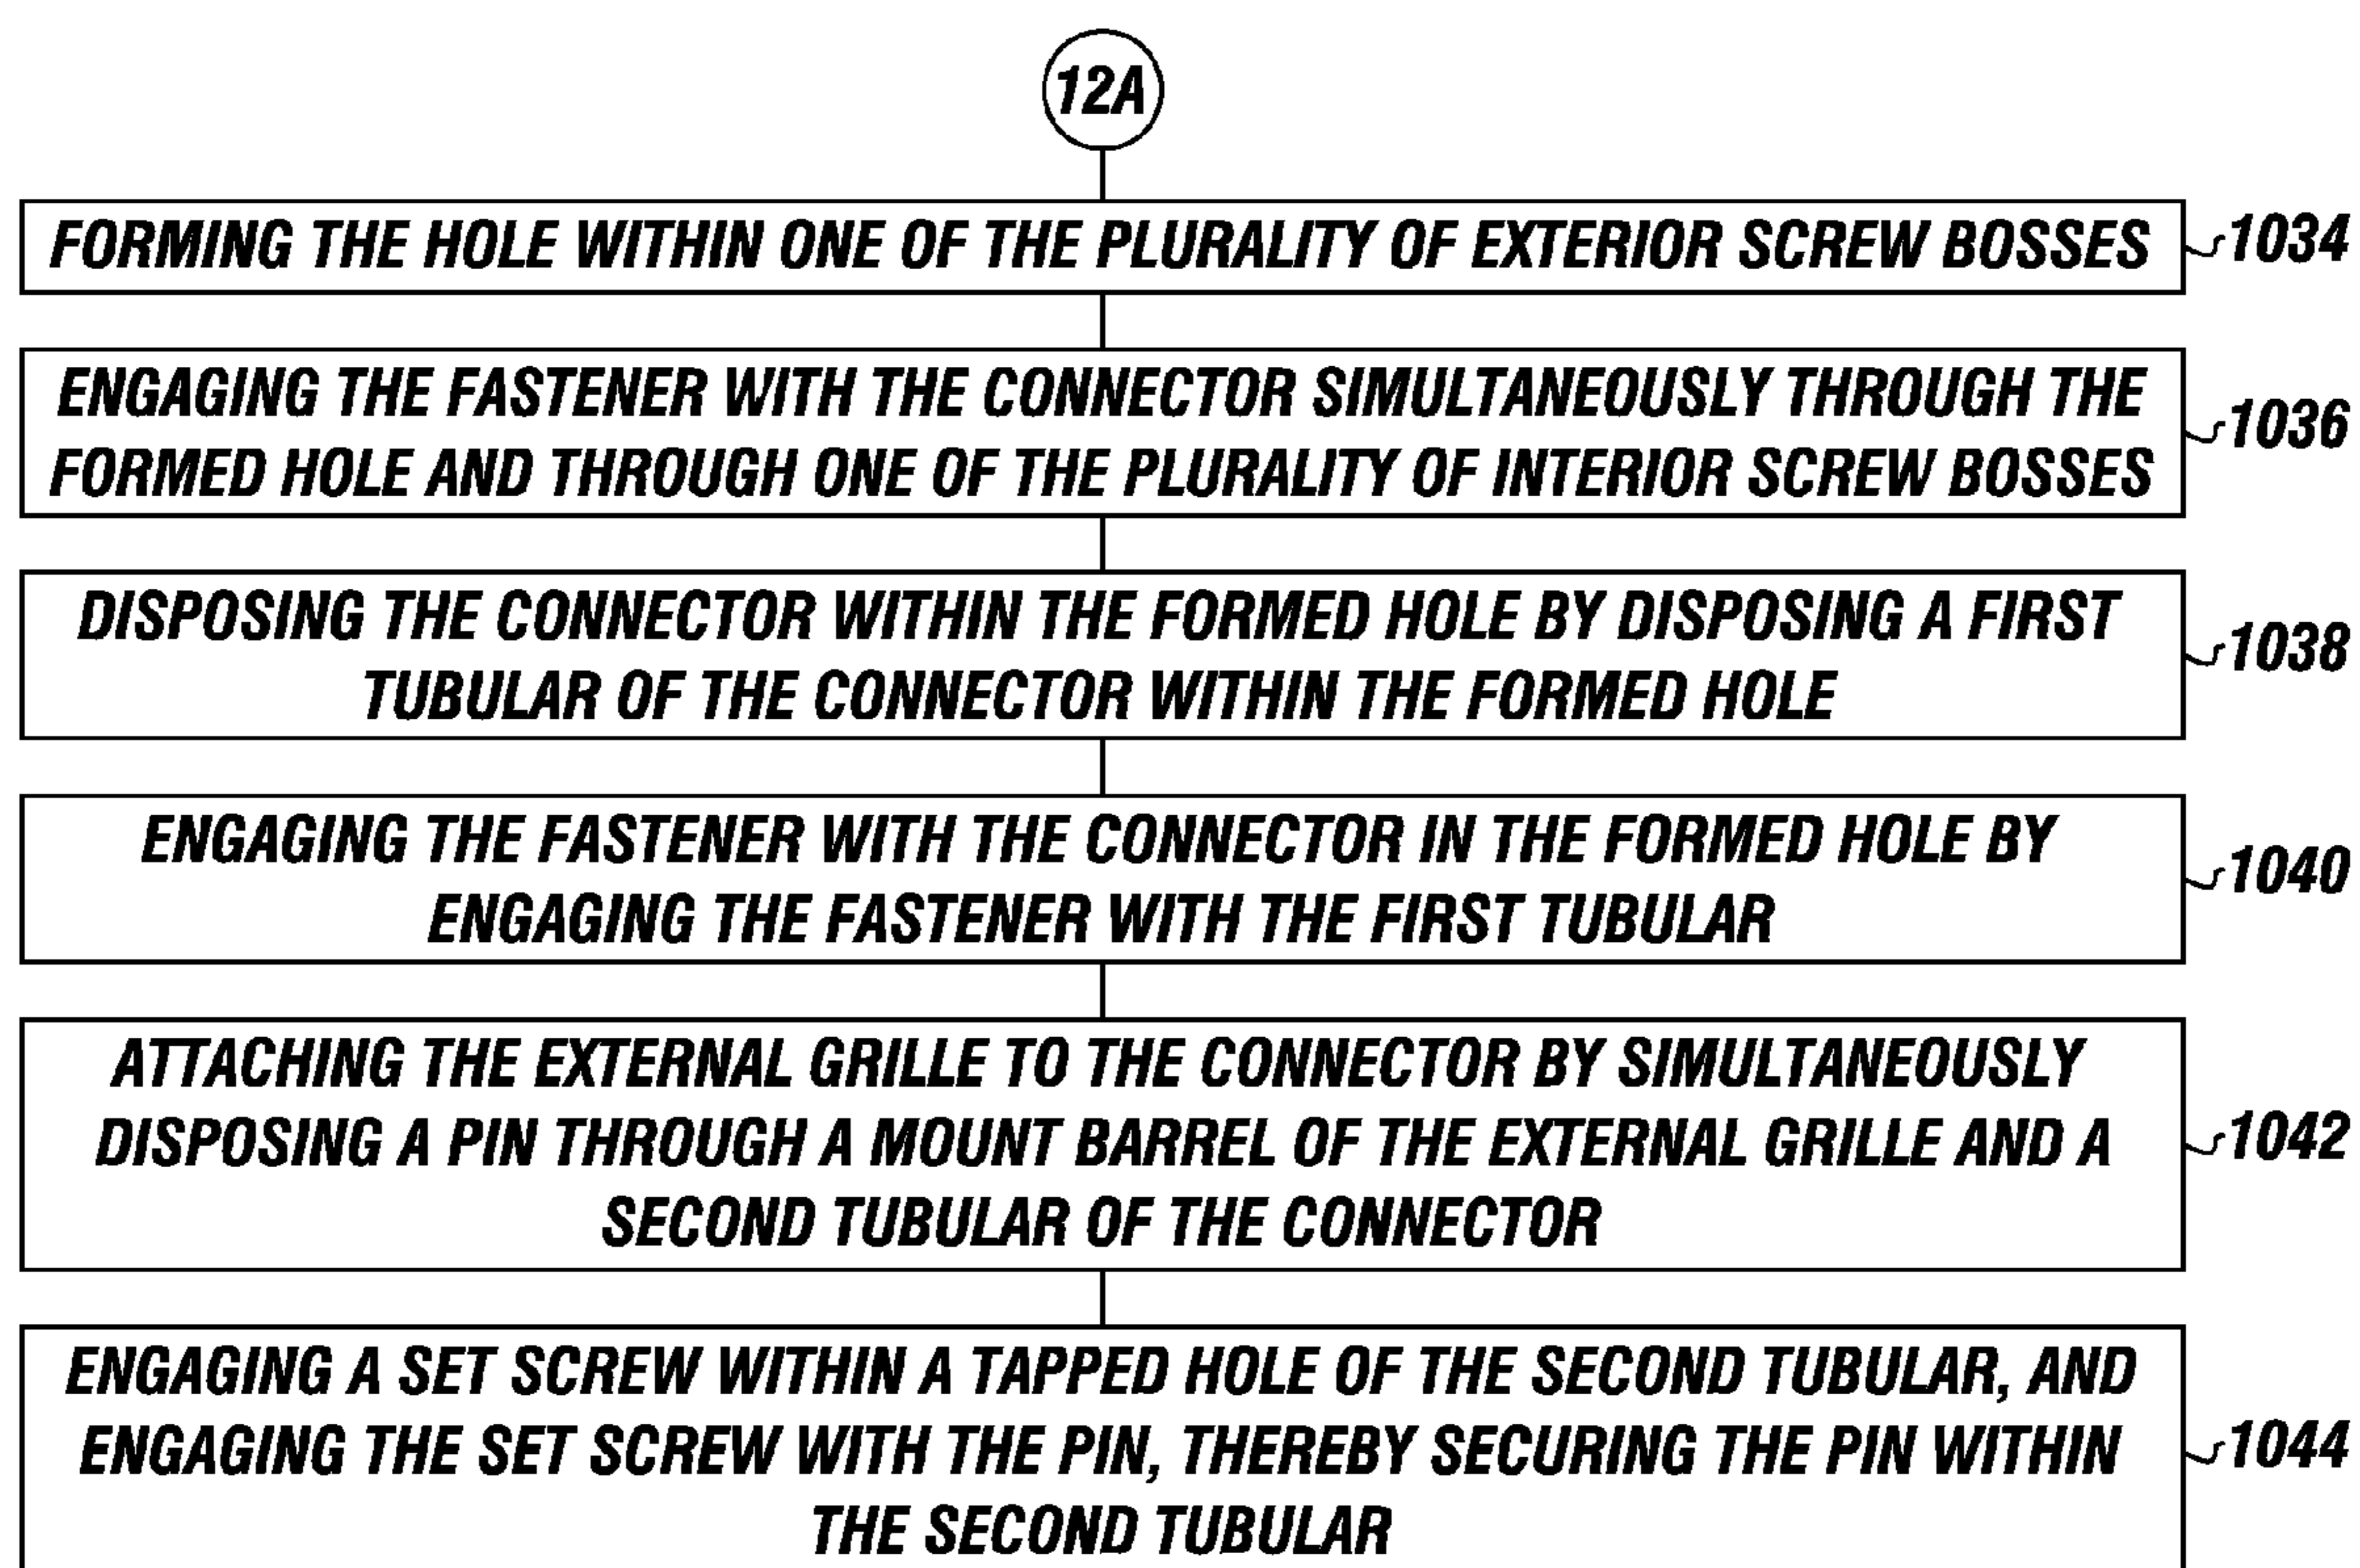 12A
FORMING THE HOLE WITHIN ONE OF THE PLURALITY OF EXTERIOR SCREW BOSSES
1034
ENGAGING THE FASTENER WITH THE CONNECTOR SIMULTANEOUSLY THROUGH THE
FORMED HOLE AND THROUGH ONE OF THE PLURALITY OF INTERIOR SCREW BOSSES
1036
DISPOSING THE CONNECTOR WITHIN THE FORMED HOLE BY DISPOSING A FIRST
TUBULAR OF THE CONNECTOR WITHIN THE FORMED HOLE
1038
ENGAGING THE FASTENER WITH THE CONNECTOR IN THE FORMED HOLE BY
ENGAGING THE FASTENER WITH THE FIRST TUBULAR
1040
ATTACHING THE EXTERNAL GRILLE TO THE CONNECTOR BY SIMULTANEOUSLY
DISPOSING A PIN THROUGH A MOUNT BARREL OF THE EXTERNAL GRILLE AND A
SECOND TUBULAR OF THE CONNECTOR
1042
ENGAGING A SET SCREW WITHIN A TAPPED HOLE OF THE SECOND TUBULAR, AND
ENGAGING THE SET SCREW WITH THE PIN, THEREBY SECURING THE PIN WITHIN
THE SECOND TUBULAR
1044